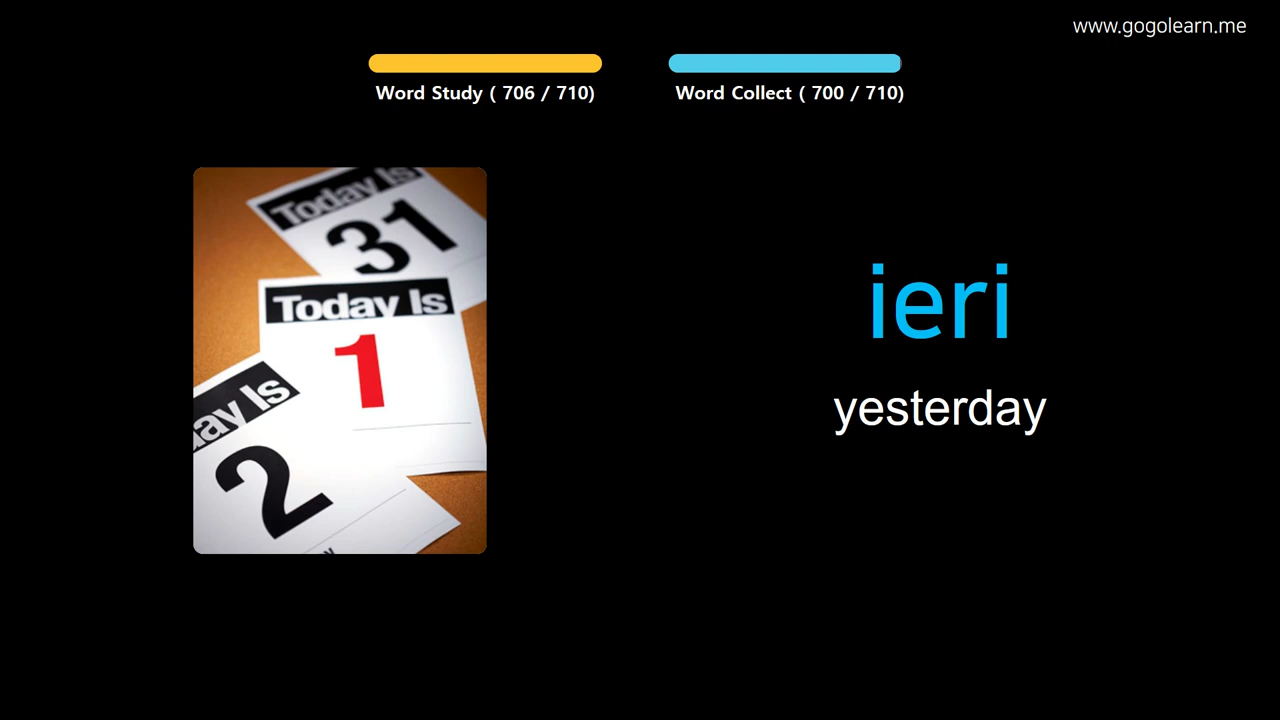 www.gogolearn.me
Word Study ( 706 / 710)
Word Collect ( 700 / 710)
Today Is
31
Today Is
1
ay Is
2
ieri
yesterday